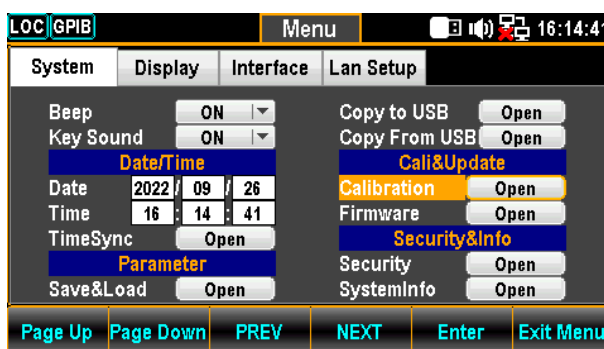 LOC GPIB Menu 16:14:41
System Display Interface Lan Setup
Beep ON Copy to USB Open
Key Sound ON Copy From USB Open
Date/Time Cali&Update
Date 2022 / 09 / 26 Calibration Open
Time 16 : 14 : 41 Firmware Open
TimeSync Open Security&Info
Parameter Security Open
Save&Load Open SystemInfo Open
Page Up Page Down PREV NEXT Enter Exit Menu